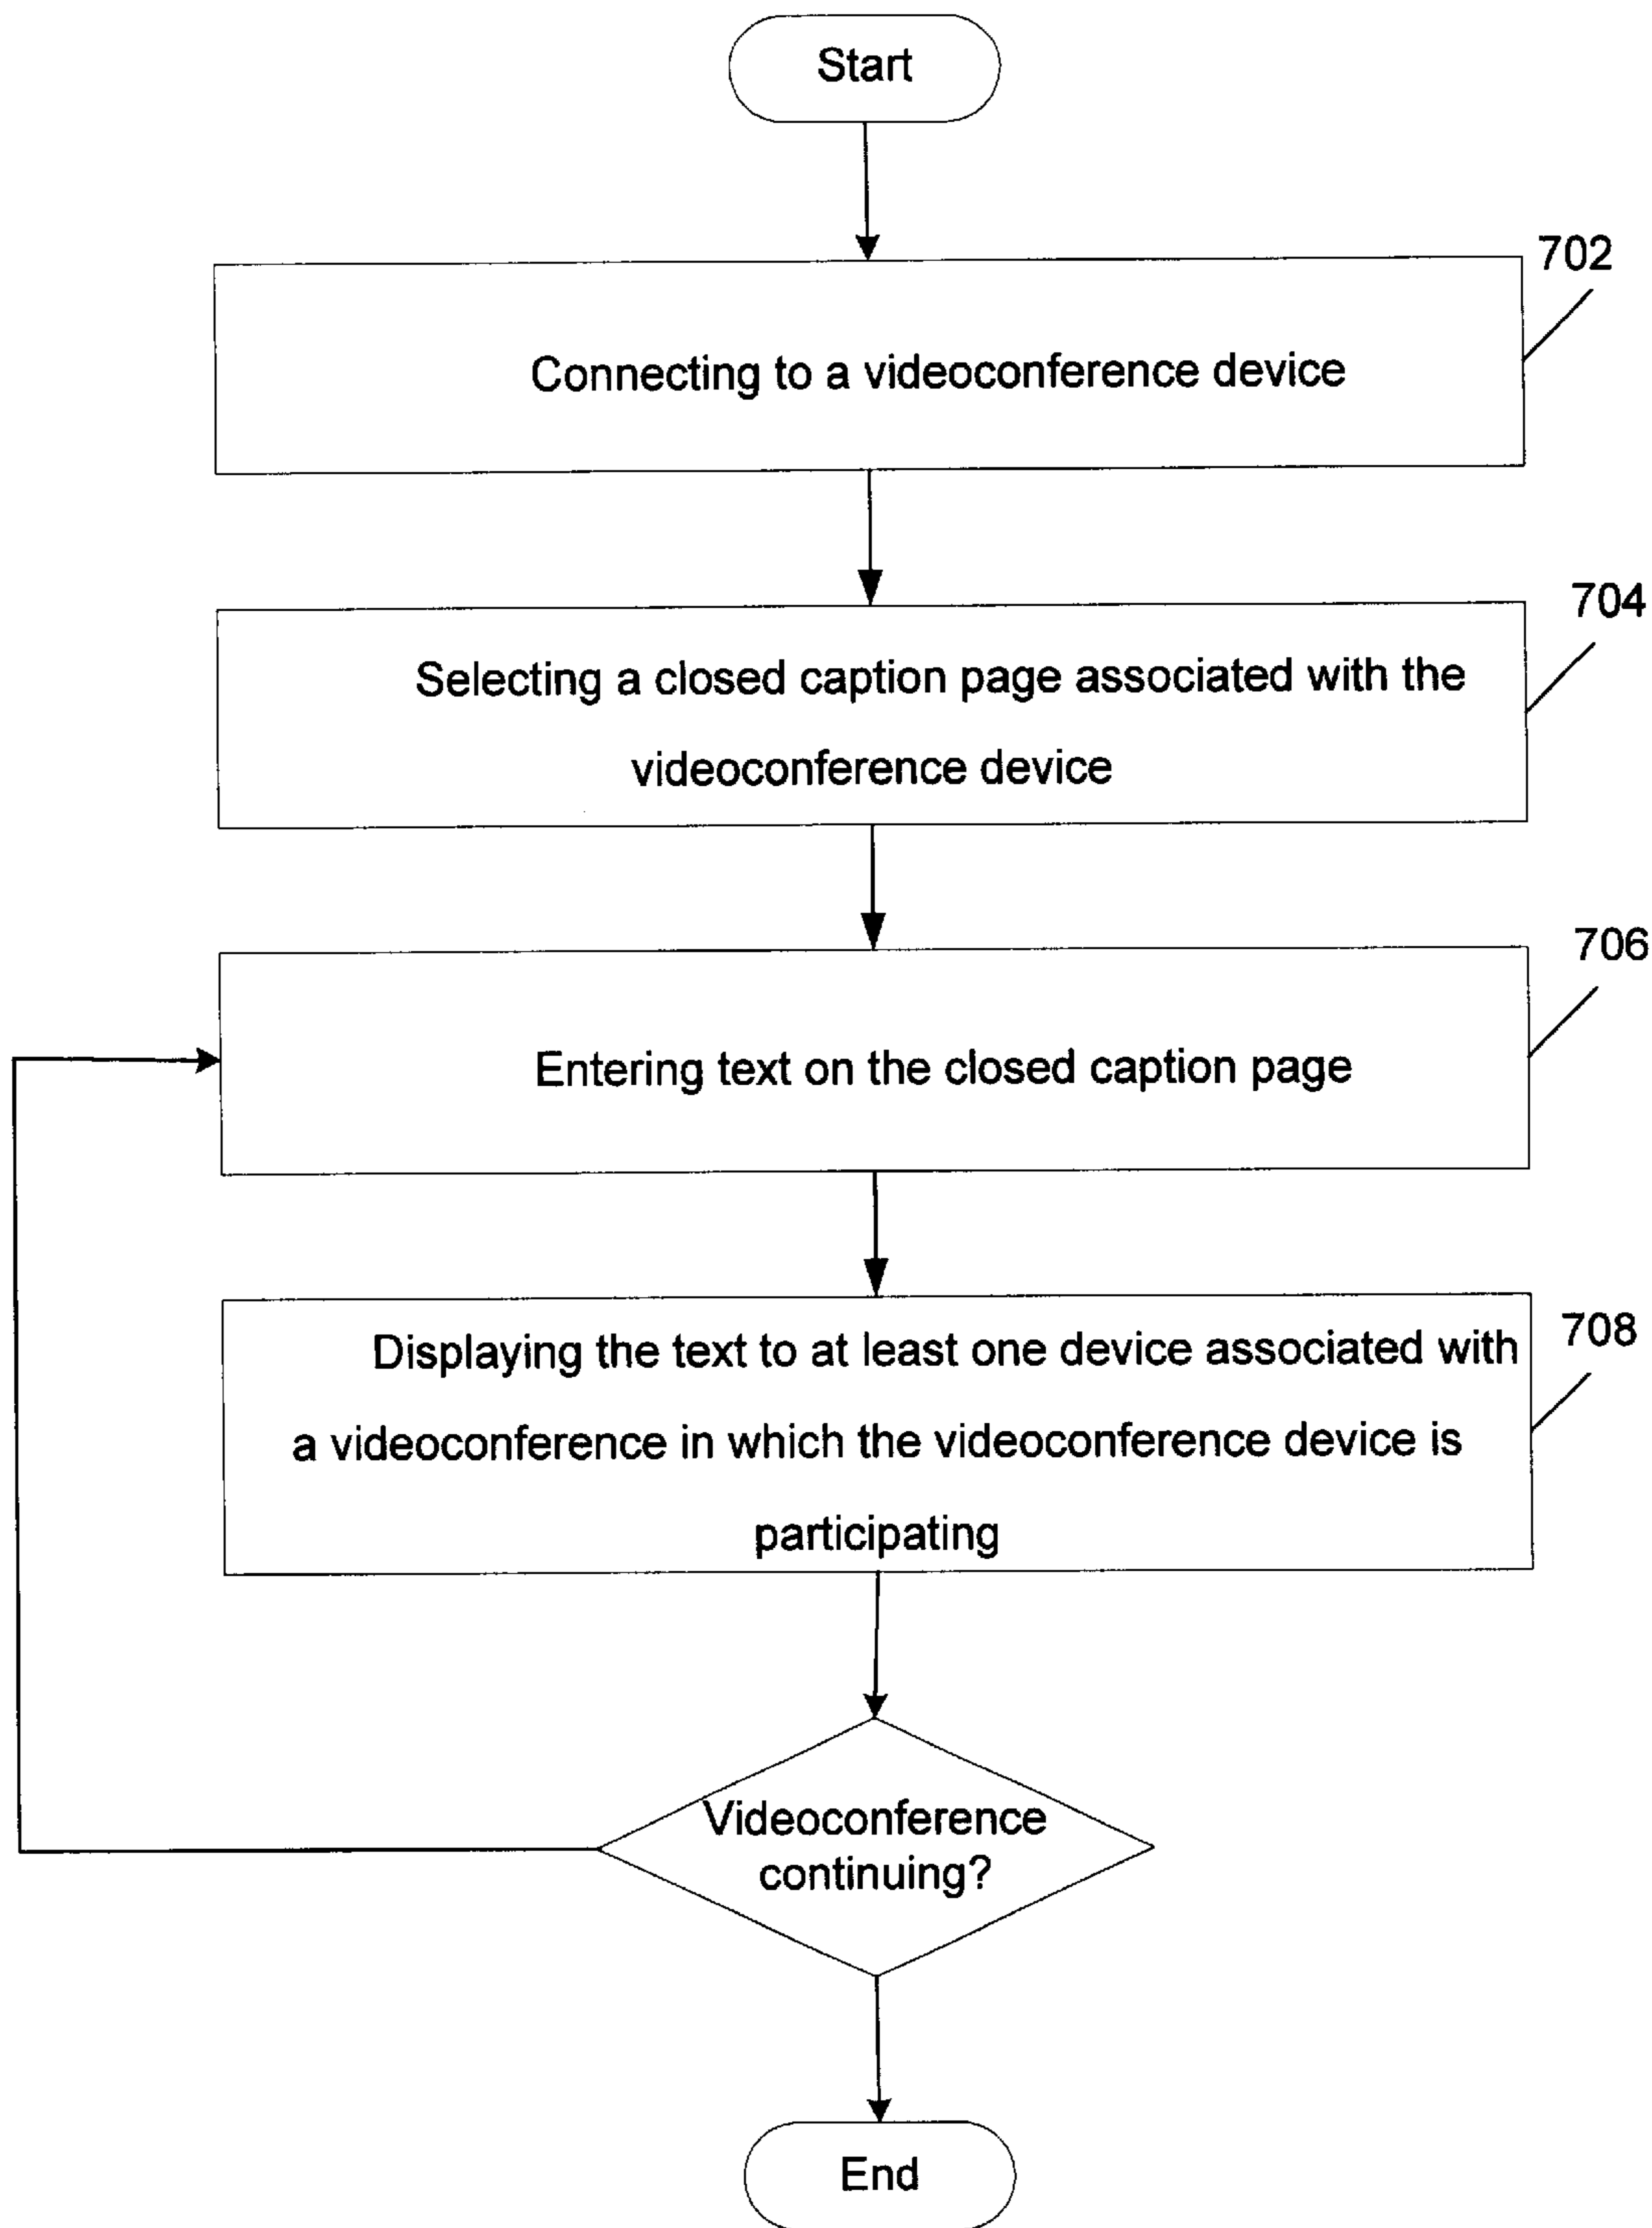 Start
702
Connecting to a videoconference device
704
Selecting a closed caption page associated with the
videoconference device
706
Entering text on the closed caption page
708
Displaying the text to at least one device associated with
a videoconference in which the videoconference device is
participating
Videoconference
continuing?
End